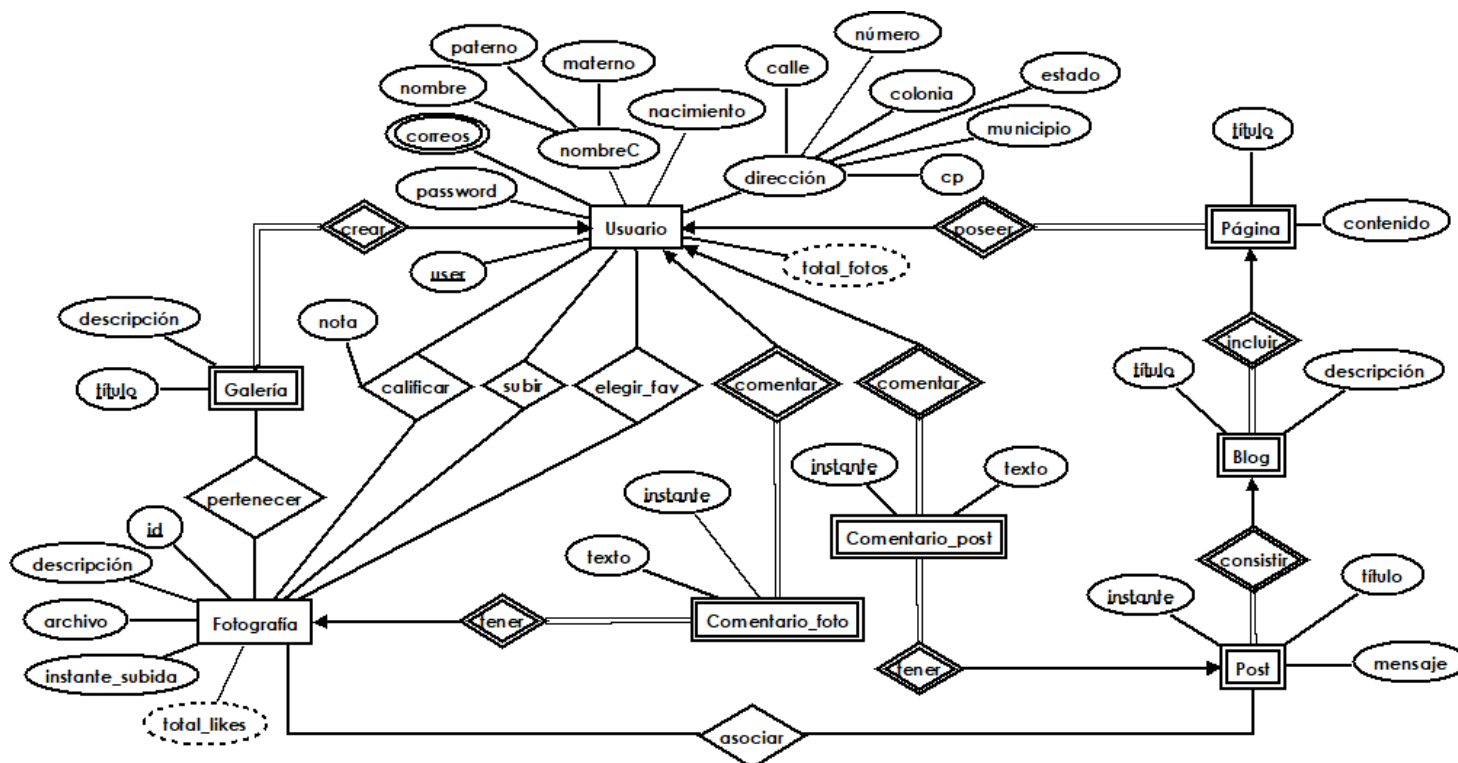 paterno
materno
número
calle
estado
nombre
nacimiento
colonia
correos
nombreC
municipio
título
password
dirección
cp
crear
Usuario
poseer
Página
contenido
user
total_fotos
descripción
nota
título
Galería
calificar
subir
elegir_fav
comentar
comentar
incluir
título
descripción
pertenecer
instante
texto
Blog
id
instante
Comentario_post
descripción
texto
consistir
archivo
Fotografía
tener
Comentario_foto
instante
título
instante_subida
tener
Post
mensaje
total_likes
asociar